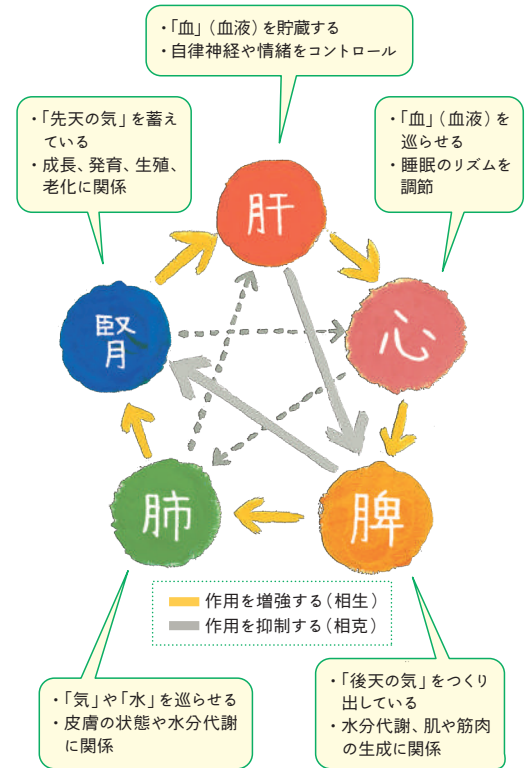 ・「血」（血液）を貯蔵する
・自律神経や情緒をコントロール
・「先天の気」を蓄え
ている
・成長、発育、生殖、
老化に関係
・「血」（血液）を
巡らせる
・睡眠のリズムを
調節
肝
心
腎
肺
脾
作用を増強する（相生）
作用を抑制する（相克）
・「気」や「水」を巡らせる
・皮膚の状態や水分代謝
に関係
・「後天の気」をつくり
出している
・水分代謝、肌や筋肉
の生成に関係